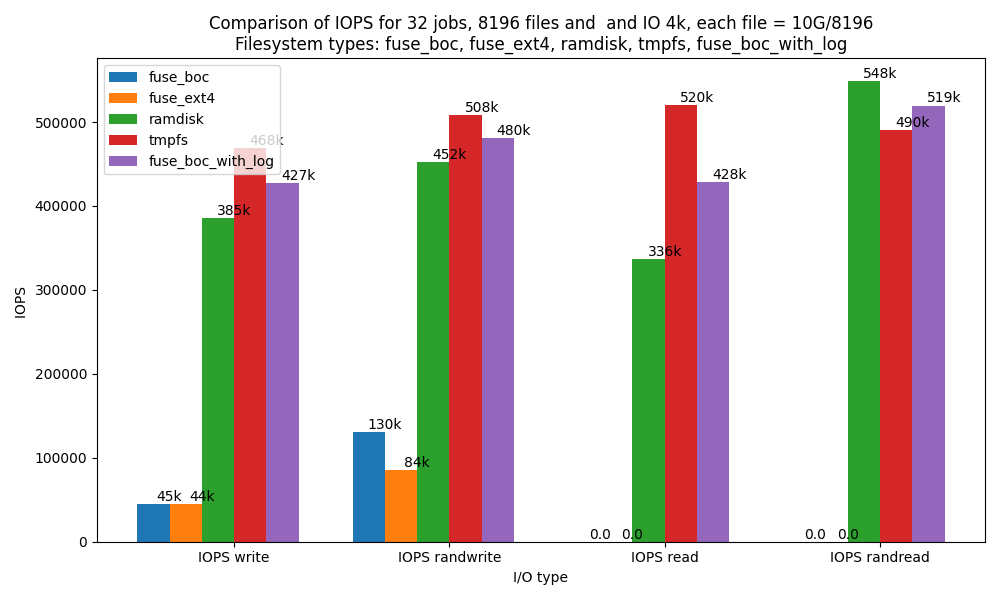 Comparison of IOPS for 32 jobs, 8196 files and  and IO 4k, each file = 10G/8196
Filesystem types: fuse_boc, fuse_ext4, ramdisk, tmpfs, fuse_boc_with_log
fuse_boc
fuse_ext4
ramdisk
tmpfs
fuse_boc_with_log
IOPS
500000
400000
300000
200000
100000
0
45k 44k 385k 468k 427k
130k 84k 452k 508k 480k
0.0 0.0 336k 520k 428k
0.0 0.0 548k 490k 519k
IOPS write IOPS randwrite IOPS read IOPS randread
I/O type